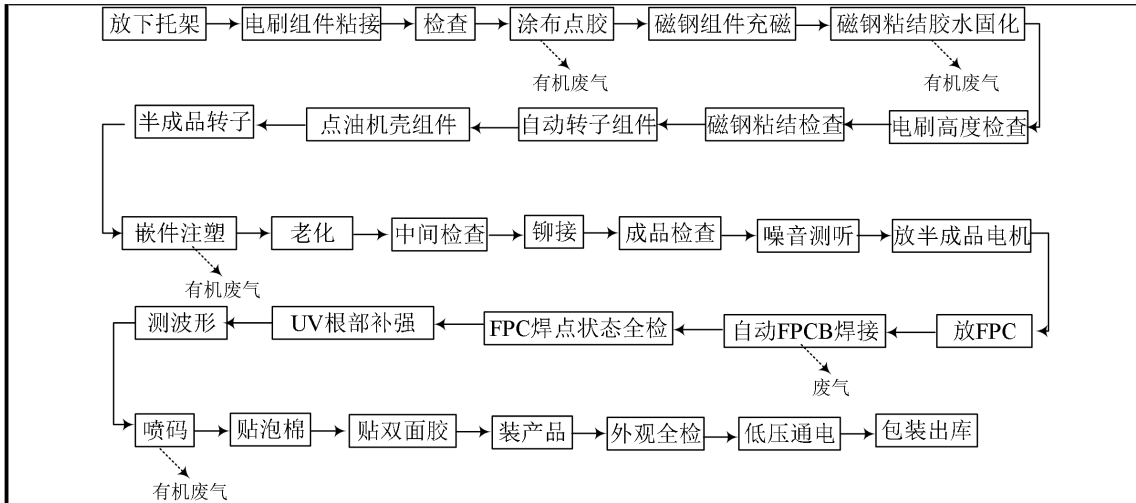 放下托架 电刷组件粘接 检查 涂布点胶 磁钢组件充磁 磁钢粘结胶水固化
有机废气 有机废气
半成品转子 点油机壳组件 自动转子组件 磁钢粘结检查 电刷高度检查
嵌件注塑 老化 中间检查 铆接 成品检查 噪音测听 放半成品电机
有机废气
测波形 UV根部补强 FPC焊点状态全检 自动FPCB焊接 放FPC
废气
喷码 贴泡棉 贴双面胶 装产品 外观全检 低压通电 包装出库
有机废气